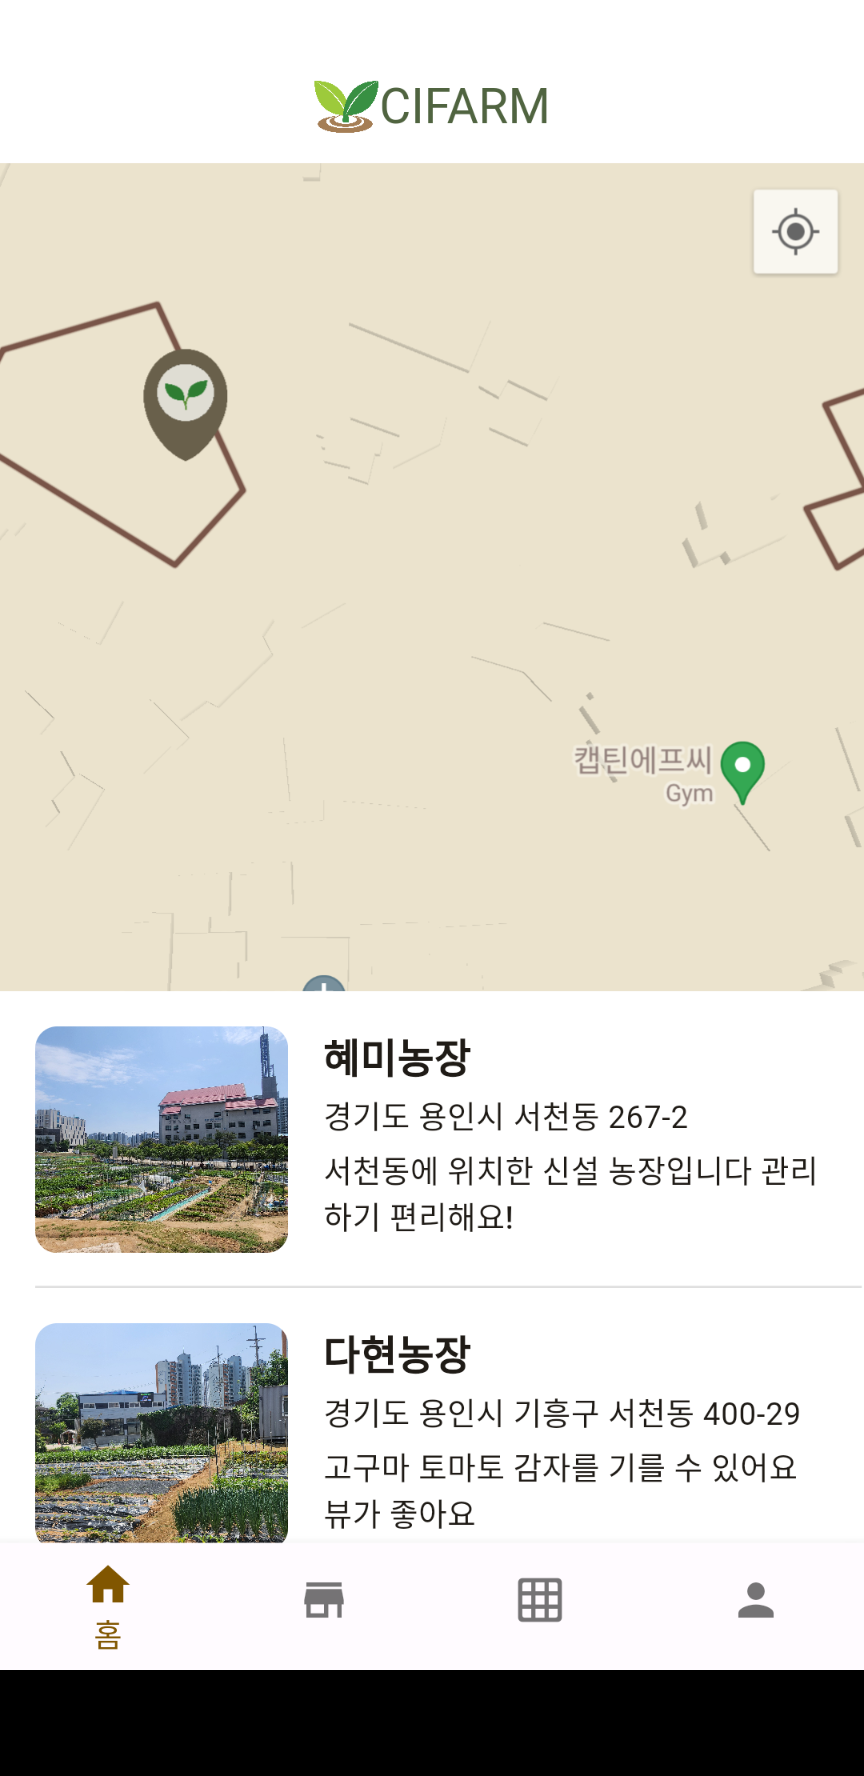 CIFARM
캡틴에프씨
Gym
혜미농장
경기도 용인시 서천동 267-2
서천동에 위치한 신설 농장입니다 관리
하기 편리해요!
다현농장
경기도 용인시 기흥구 서천동 400-29
고구마 토마토 감자를 기를 수 있어요
뷰가 좋아요
홈